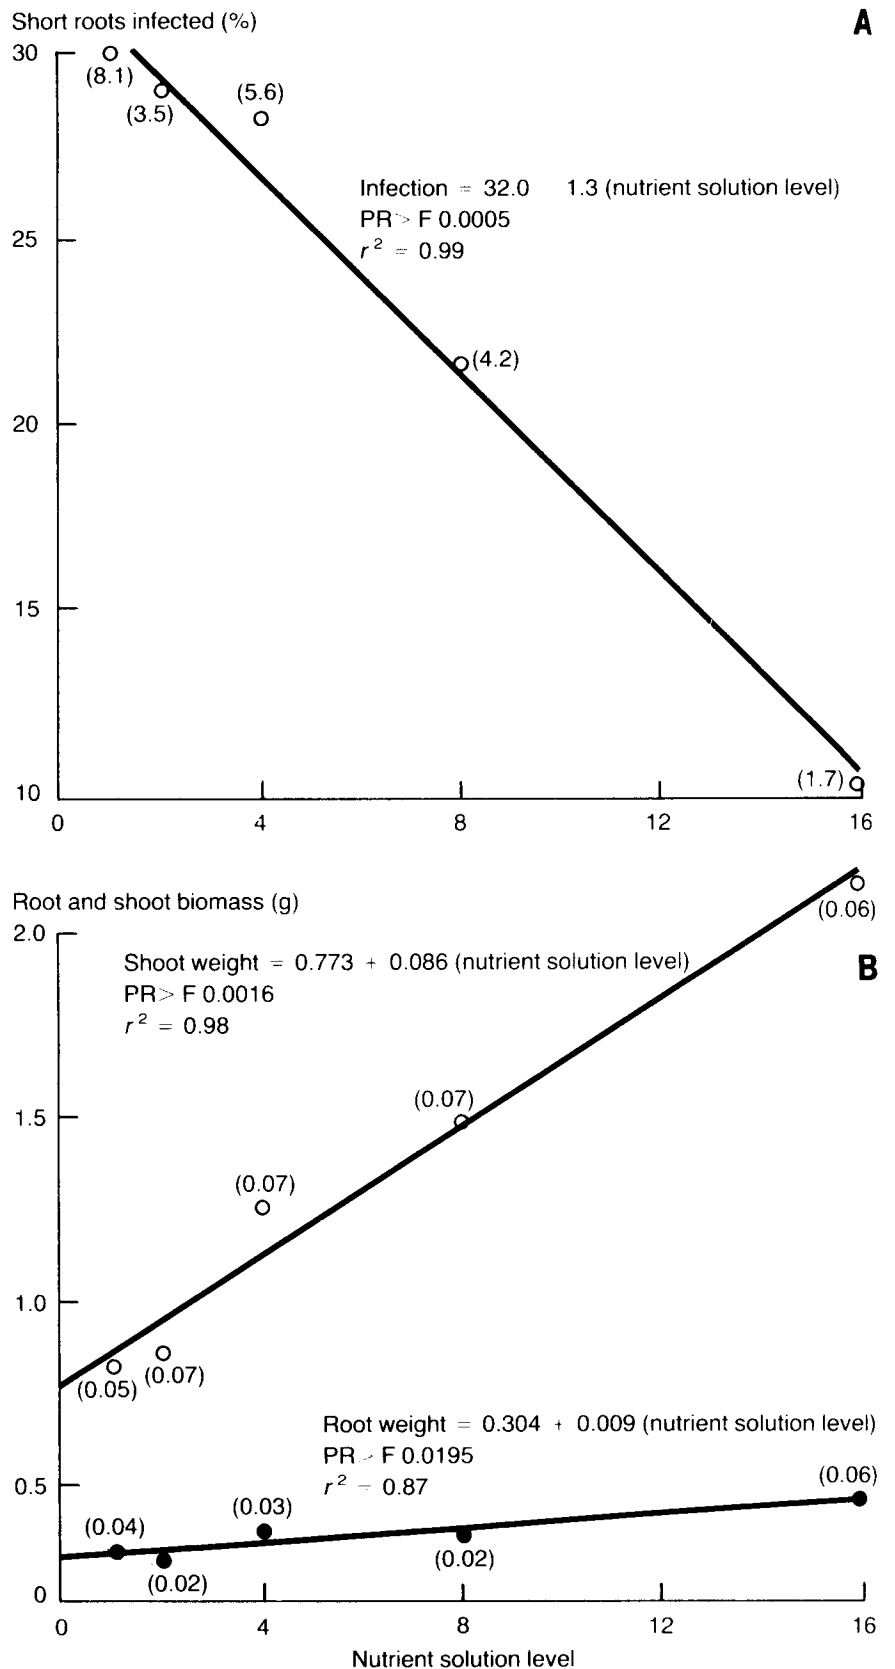 Short roots infected (%)
A
30
(8.1)
(3.5)
(5.6)
Infection = 32.0 1.3 (nutrient solution level)
PR > F 0.0005
r² = 0.99
25
(4.2)
20
15
10
(1.7)
0 4 8 12 16
Root and shoot biomass (g)
(0.06)
2.0
B
Shoot weight = 0.773 + 0.086 (nutrient solution level)
PR > F 0.0016
r² = 0.98
(0.07)
1.5
(0.07)
1.0
(0.05) (0.07)
Root weight = 0.304 + 0.009 (nutrient solution level)
PR > F 0.0195
r² = 0.87
0.5
(0.06)
(0.03)
(0.04)
(0.02)
(0.02)
0
0 4 8 12 16
Nutrient solution level